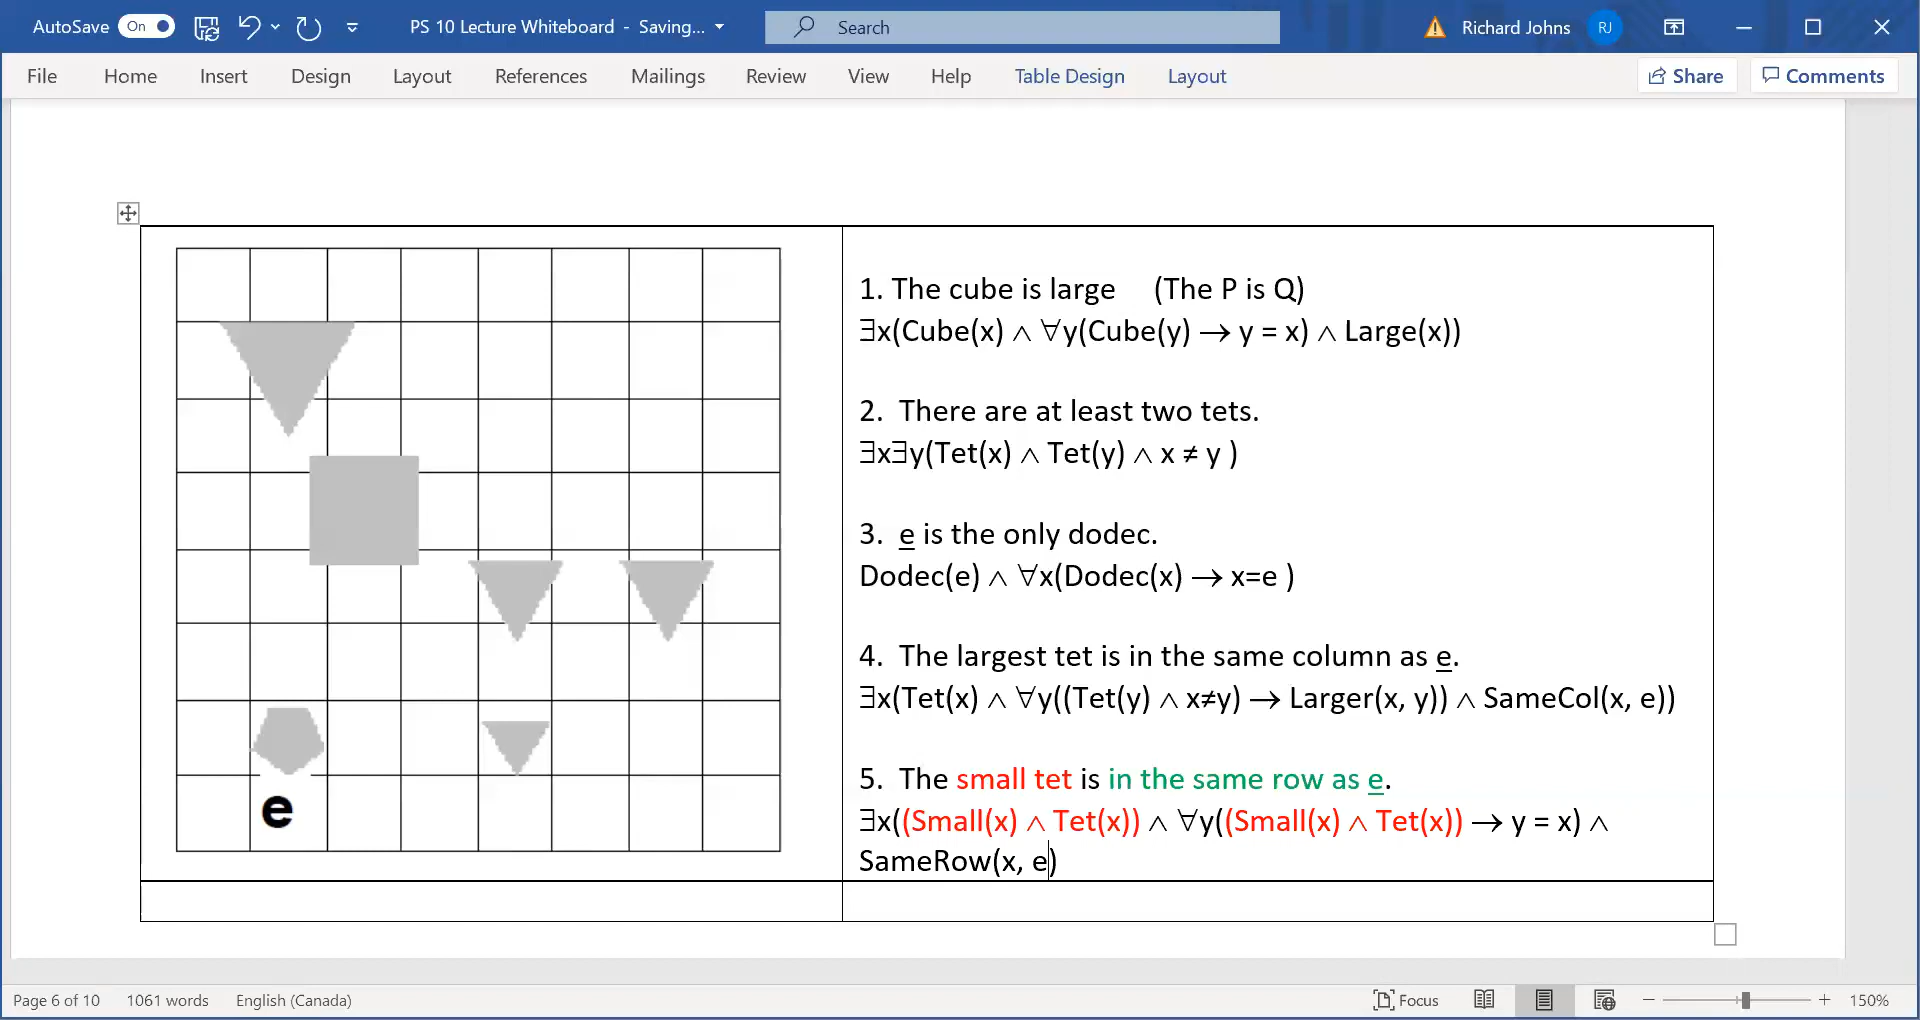 AutoSave On PS 10 Lecture Whiteboard - Saving... Search Richard Johns RJ
File Home Insert Design Layout References Mailings Review View Help Table Design Layout Share Comments
1. The cube is large (The P is Q)
∃x(Cube(x) ∧ ∀y(Cube(y) → y = x) ∧ Large(x))
2. There are at least two tets.
∃x∃y(Tet(x) ∧ Tet(y) ∧ x ≠ y )
3. e is the only dodec.
Dodec(e) ∧ ∀x(Dodec(x) → x=e )
4. The largest tet is in the same column as e.
∃x(Tet(x) ∧ ∀y((Tet(y) ∧ x≠y) → Larger(x, y)) ∧ SameCol(x, e))
5. The small tet is in the same row as e.
∃x((Small(x) ∧ Tet(x)) ∧ ∀y((Small(x) ∧ Tet(x)) → y = x) ∧
SameRow(x, e)
e
Page 6 of 10 1061 words English (Canada) Focus 150%